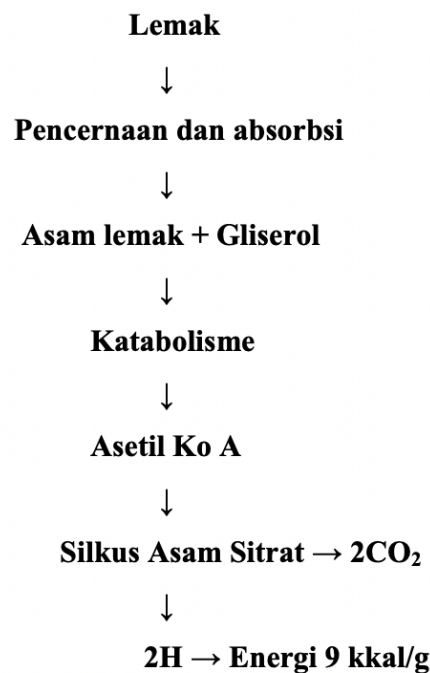 Lemak
↓
Pencernaan dan absorbsi
↓
Asam lemak + Gliserol
↓
Katabolisme
↓
Asetil Ko A
↓
Silkus Asam Sitrat → 2CO₂
↓
2H → Energi 9 kkal/g